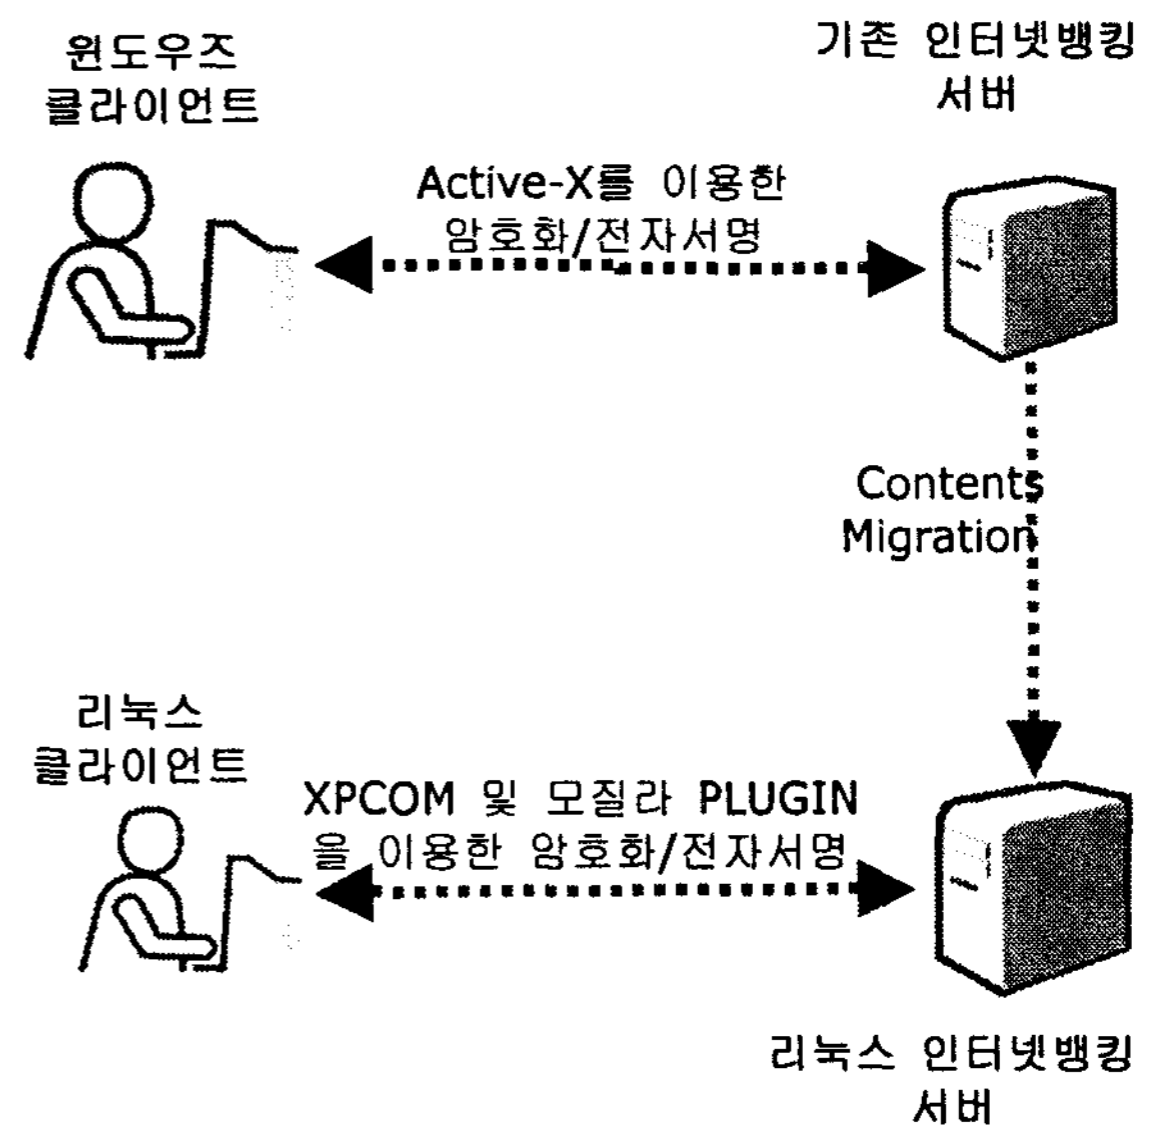 윈도우즈
클라이언트
기존 인터넷뱅킹
서버
Active-X를 이용한
암호화/전자서명
Contents
Migration
리눅스
클라이언트
XPCOM 및 모질라 PLUGIN
을 이용한 암호화/전자서명
리눅스 인터넷뱅킹
서버